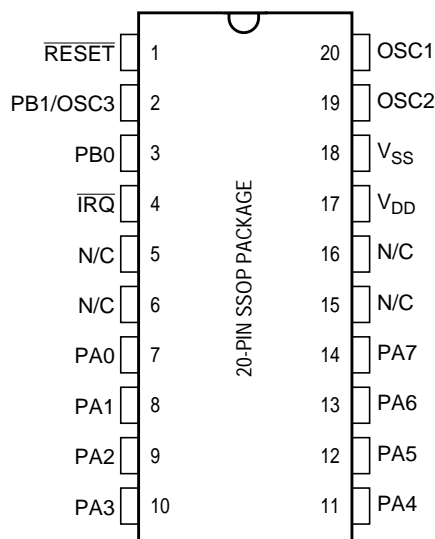 RESET 1 20 OSC1
PB1/OSC3 2 19 OSC2
PB0 3 18 VSS
IRQ 4 17 VDD
N/C 5 16 N/C
N/C 6 15 N/C
PA0 7 14 PA7
PA1 8 13 PA6
PA2 9 12 PA5
PA3 10 11 PA4
20-PIN SSOP PACKAGE